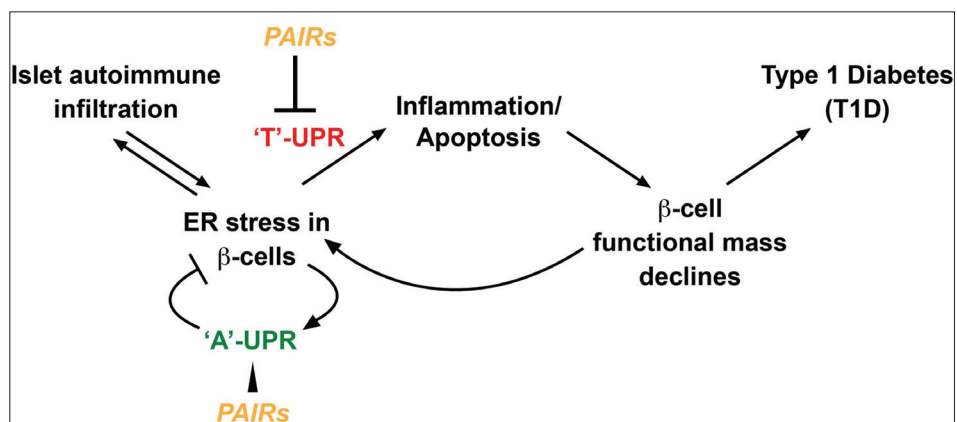 PAIRs
Islet autoimmune
infiltration
‘T’-UPR
Inflammation/
Apoptosis
Type 1 Diabetes
(T1D)
ER stress in
β-cells
β-cell
functional mass
declines
‘A’-UPR
PAIRs